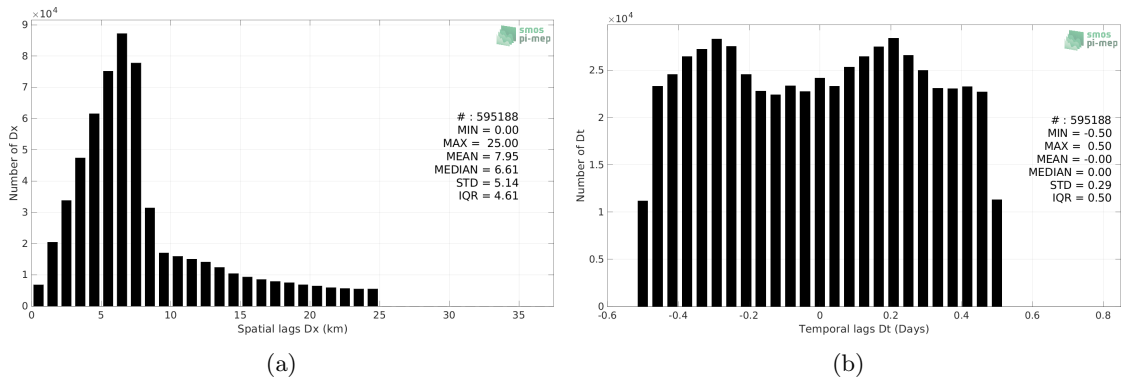 ×10⁴
9
8
7
6
5
4
3
2
1
0
Number of Dx
0 5 10 15 20 25 30 35
Spatial lags Dx (km)
smos
pi-mep
# : 595188
MIN = 0.00
MAX = 25.00
MEAN = 7.95
MEDIAN = 6.61
STD = 5.14
IQR = 4.61
(a)
×10⁴
2.5
2
1.5
1
0.5
0
Number of Dt
-0.6 -0.4 -0.2 0 0.2 0.4 0.6 0.8
Temporal lags Dt (Days)
smos
pi-mep
# : 595188
MIN = -0.50
MAX = 0.50
MEAN = -0.00
MEDIAN = 0.00
STD = 0.29
IQR = 0.50
(b)